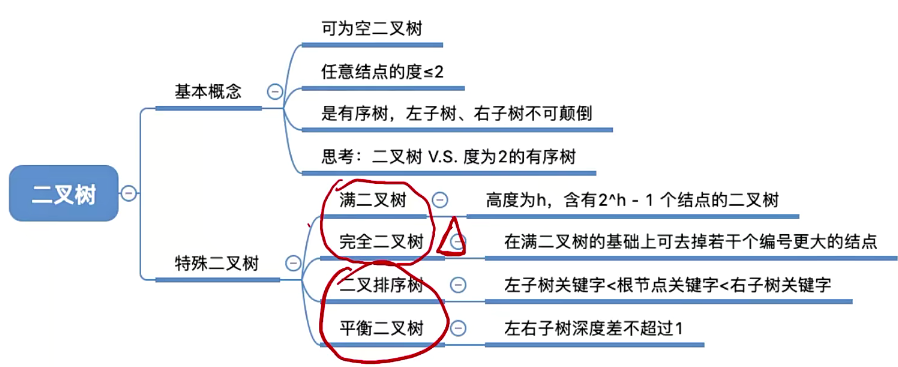 可为空二叉树
任意结点的度≤2
基本概念
是有序树，左子树、右子树不可颠倒
思考：二叉树 V.S. 度为2的有序树
二叉树
满二叉树
高度为h，含有2^h - 1 个结点的二叉树
完全二叉树
在满二叉树的基础上可去掉若干个编号更大的结点
特殊二叉树
二叉排序树
左子树关键字<根节点关键字<右子树关键字
平衡二叉树
左右子树深度差不超过1